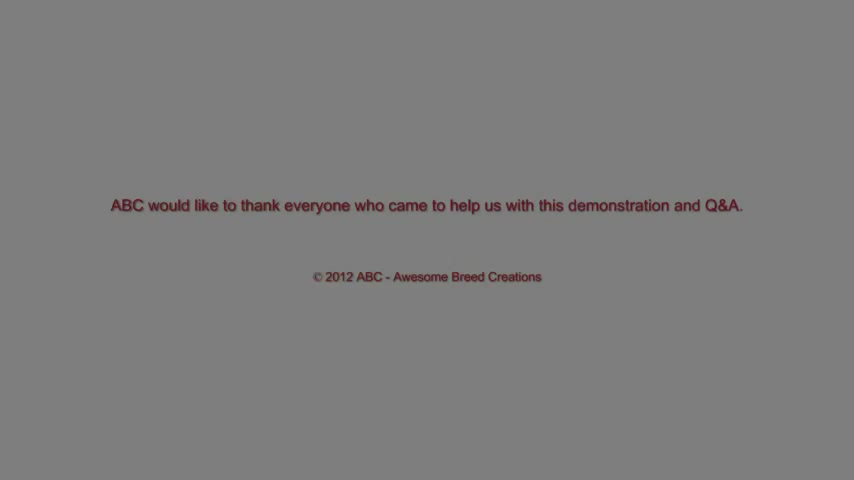 ABC would like to thank everyone who came to help us with this demonstration and Q&A.
© 2012 ABC - Awesome Breed Creations